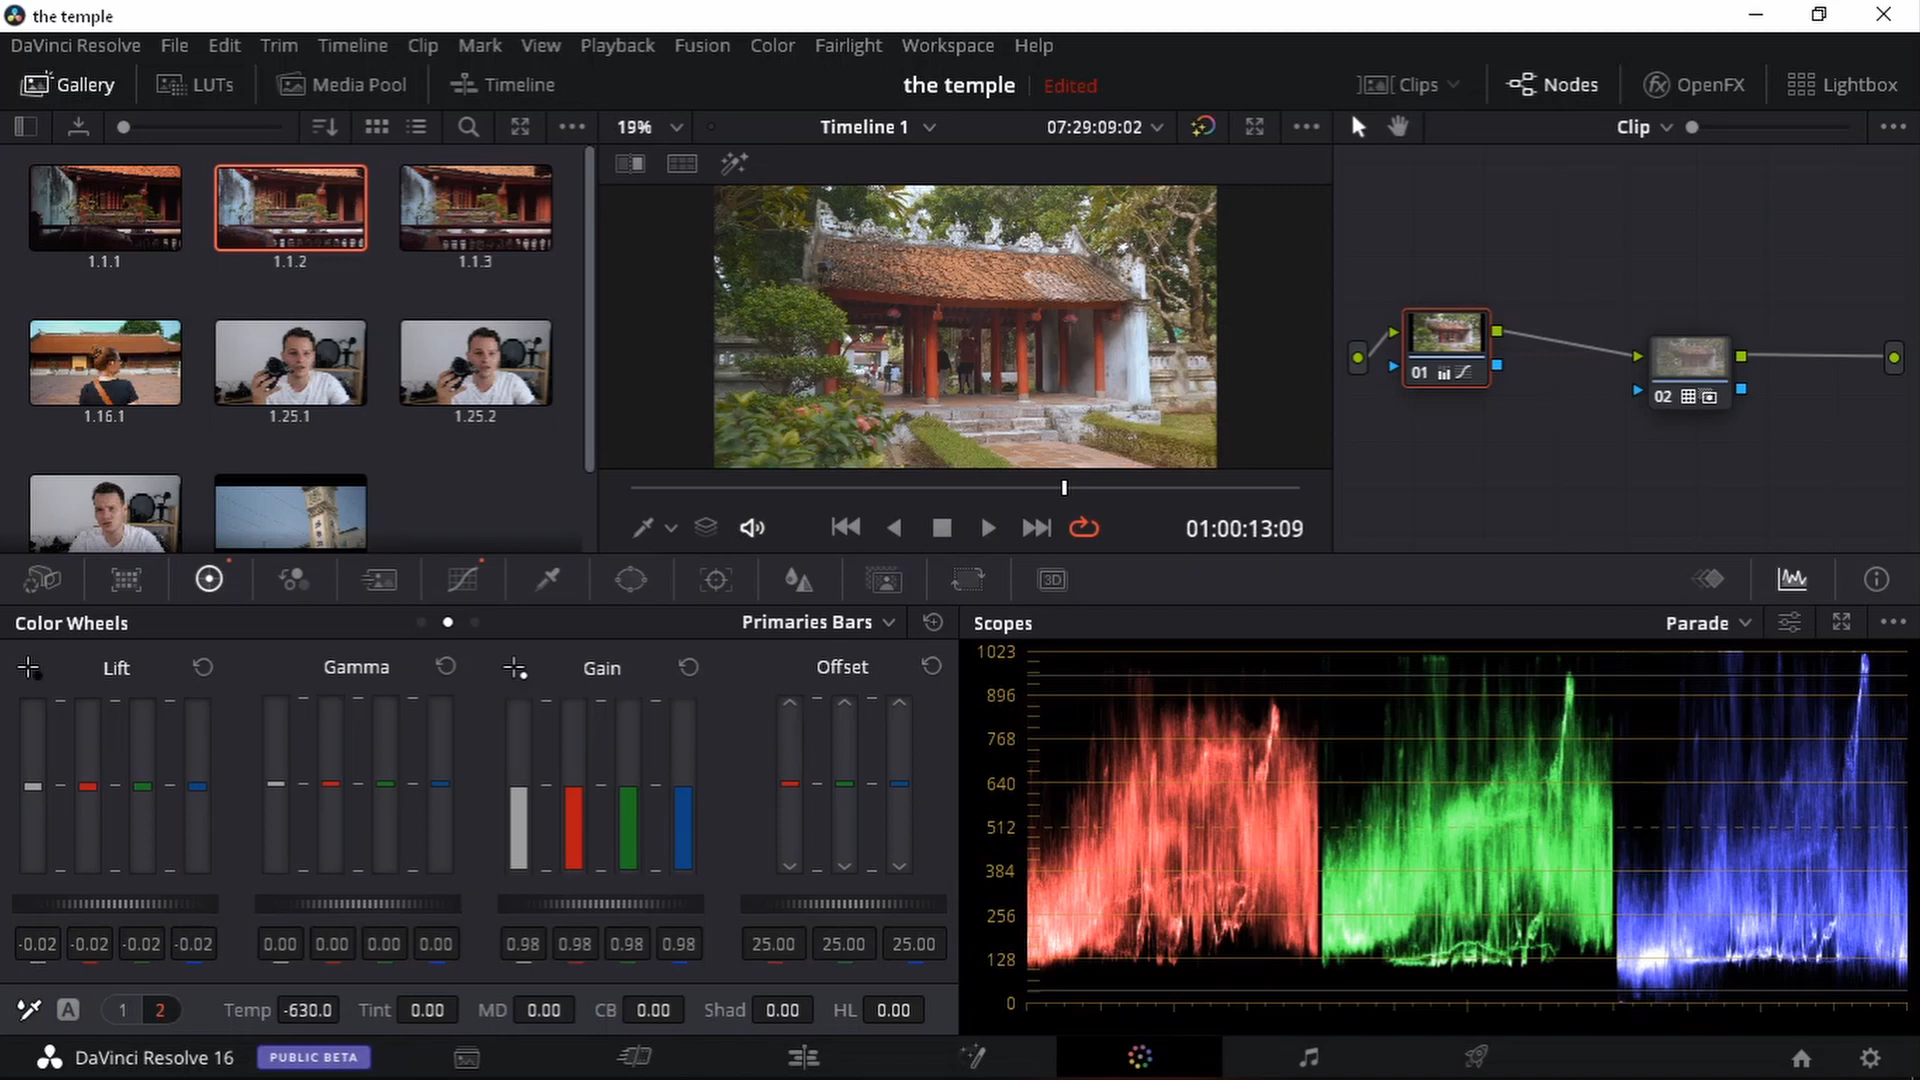 the temple
DaVinci Resolve File Edit Trim Timeline Clip Mark View Playback Fusion Color Fairlight Workspace Help
Gallery LUTs Media Pool Timeline the temple Edited Clips Nodes OpenFX Lightbox
19% Timeline 1 07:29:09:02 Clip
1.1.1 1.1.2 1.1.3
1.16.1 1.25.1 1.25.2
01
02
01:00:13:09
3D
Color Wheels Primaries Bars Scopes Parade
Lift Gamma Gain Offset
1023
896
768
640
512
384
256
128
0
-0.02 -0.02 -0.02 -0.02 0.00 0.00 0.00 0.00 0.98 0.98 0.98 0.98 25.00 25.00 25.00
A 1 2 Temp -630.0 Tint 0.00 MD 0.00 CB 0.00 Shad 0.00 HL 0.00
DaVinci Resolve 16 PUBLIC BETA